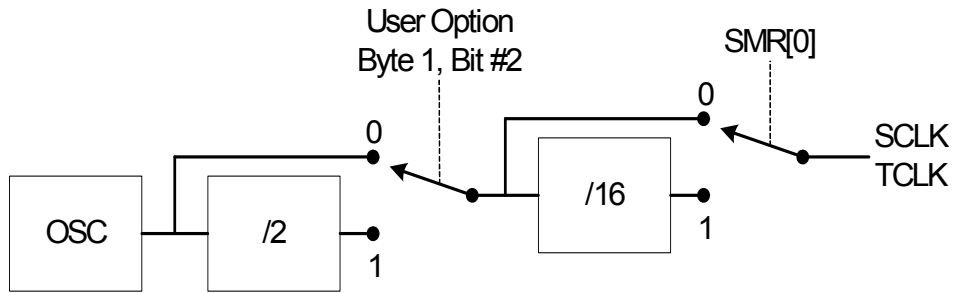 User Option
Byte 1, Bit #2
SMR[0]
0
0
SCLK
TCLK
OSC
/2
/16
1
1